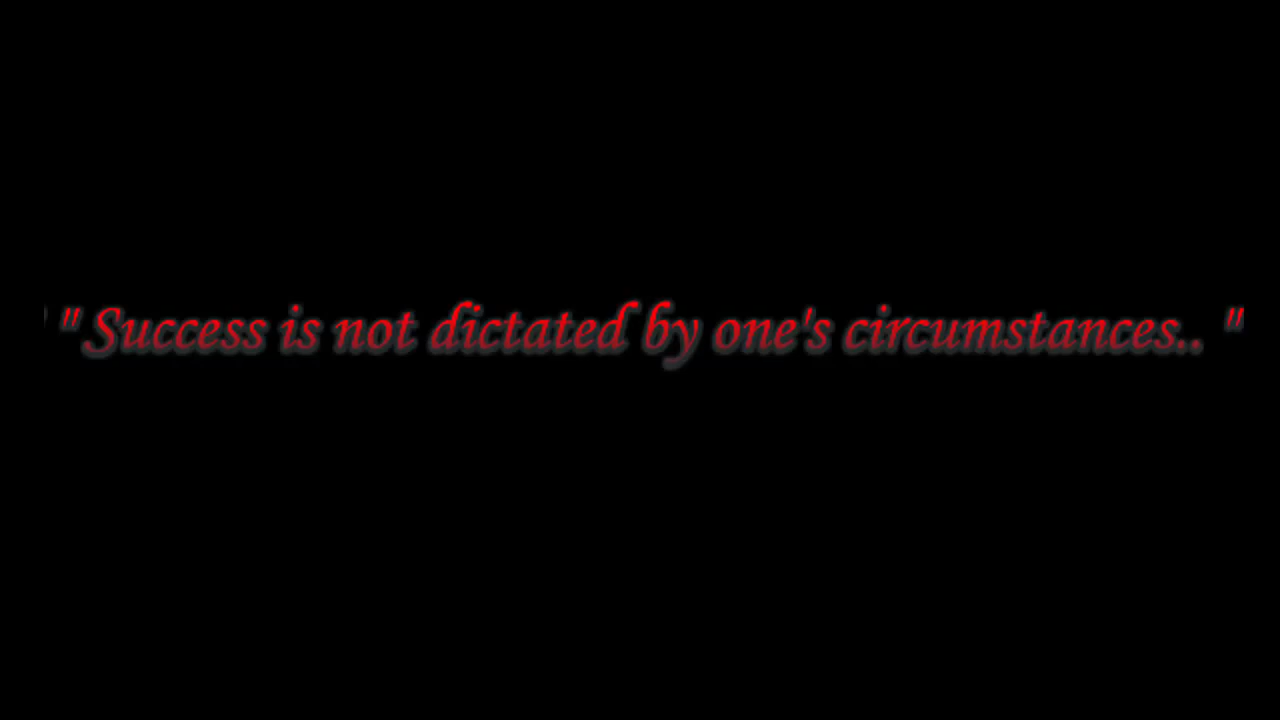 " Success is not dictated by one's circumstances.. "